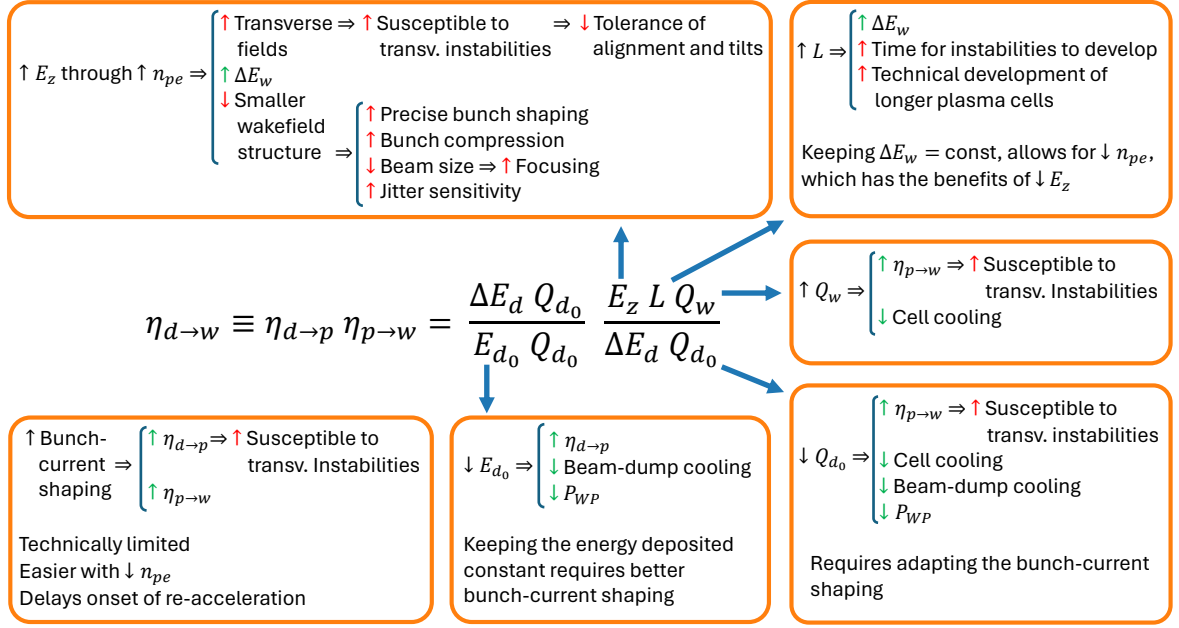 ↑ Transverse ⇒ ↑ Susceptible to ⇒ ↓ Tolerance of
fields transv. instabilities alignment and tilts
↑ E_z through ↑ n_pe ⇒ ↑ ΔE_w
↓ Smaller
wakefield
structure ⇒
↑ Precise bunch shaping
↑ Bunch compression
↓ Beam size ⇒ ↑ Focusing
↑ Jitter sensitivity
↑ L ⇒
↑ ΔE_w
↑ Time for instabilities to develop
↑ Technical development of
longer plasma cells
Keeping ΔE_w = const, allows for ↓ n_pe,
which has the benefits of ↓ E_z
↑ Q_w ⇒
↑ η_p→w ⇒ ↑ Susceptible to
transv. Instabilities
↓ Cell cooling
η_d→w ≡ η_d→p η_p→w = (ΔE_d Q_d₀)/(E_d₀ Q_d₀) (E_z L Q_w)/(ΔE_d Q_d₀)
↑ Bunch-
current ⇒
shaping
↑ η_d→p ⇒ ↑ Susceptible to
transv. Instabilities
↑ η_p→w
Technically limited
Easier with ↓ n_pe
Delays onset of re-acceleration
↓ E_d₀ ⇒
↑ η_d→p
↓ Beam-dump cooling
↓ P_WP
Keeping the energy deposited
constant requires better
bunch-current shaping
↓ Q_d₀ ⇒
↑ η_p→w ⇒ ↑ Susceptible to
transv. instabilities
↓ Cell cooling
↓ Beam-dump cooling
↓ P_WP
Requires adapting the bunch-current
shaping